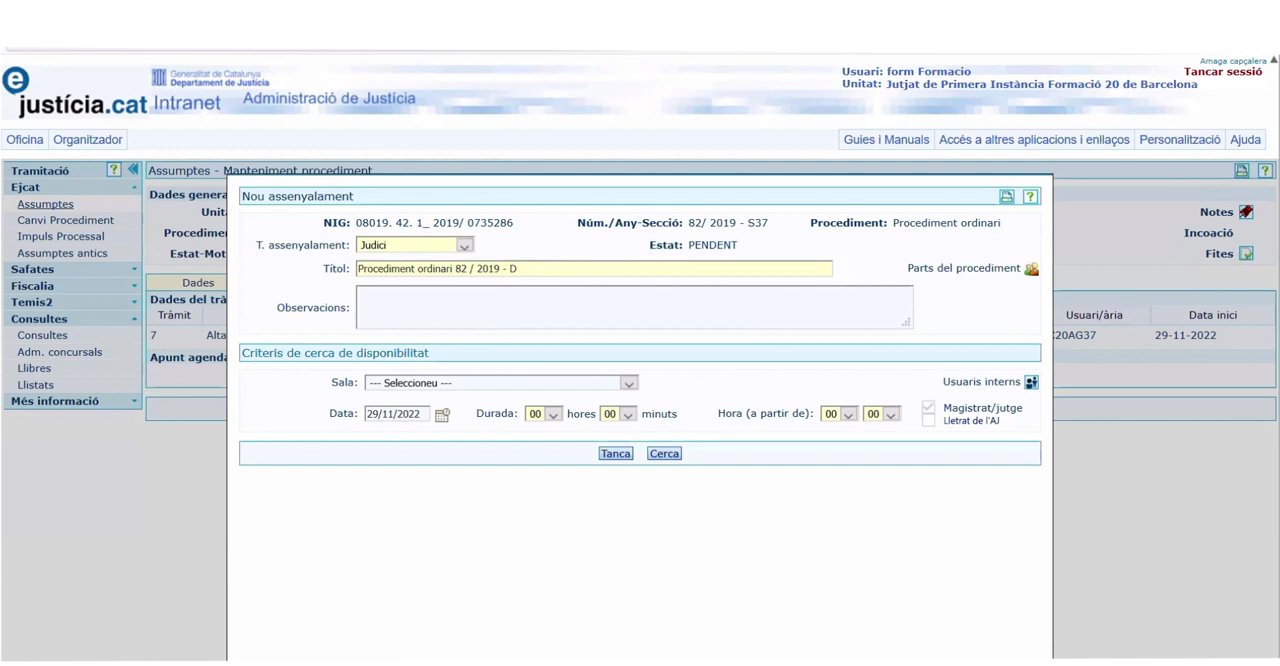 Amaga capçalera
e justícia.cat Intranet
Generalitat de Catalunya
Departament de Justícia
Administració de Justícia
Usuari: form Formacio
Tancar sessió
Unitat: Jutjat de Primera Instància Formació 20 de Barcelona
Oficina Organitzador
Guies i Manuals Accés a altres aplicacions i enllaços Personalització Ajuda
Tramitació ?
Ejcat
Assumptes
Canvi Procediment
Impuls Processal
Assumptes antics
Safates
Fiscalia
Temis2
Consultes
Consultes
Adm. concursals
Llibres
Llistats
Més informació
Assumptes - Manteniment procediment ?
Dades genera
Unit
Procedime
Estat-Mot
Dades
Dades del trà
Tràmit
7 Alta
Apunt agenda
Notes
Incoació
Fites
Usuari/ària Data inici
20AG37 29-11-2022
Nou assenyalament ?
NIG: 08019. 42. 1_ 2019/ 0735286 Núm./Any-Secció: 82/ 2019 - S37 Procediment: Procediment ordinari
T. assenyalament: Judici Estat: PENDENT
Títol: Procediment ordinari 82 / 2019 - D Parts del procediment
Observacions:
Criteris de cerca de disponibilitat
Sala: --- Seleccioneu --- Usuaris interns
Data: 29/11/2022 Durada: 00 hores 00 minuts Hora (a partir de): 00 00 Magistrat/jutge
Lletrat de l'AJ
Tanca Cerca